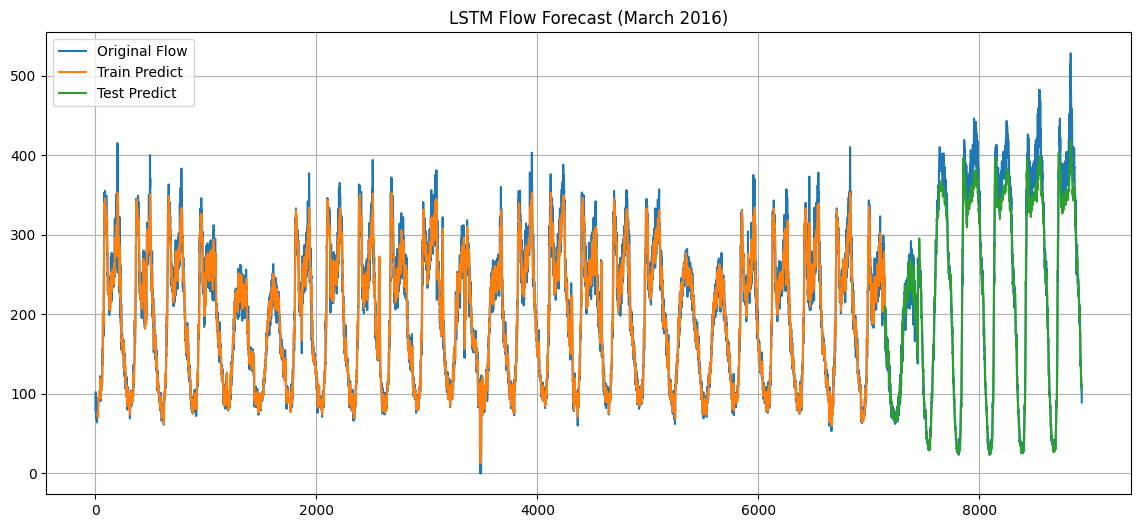 LSTM Flow Forecast (March 2016)
Original Flow
Train Predict
Test Predict
500
400
300
200
100
0
0 2000 4000 6000 8000